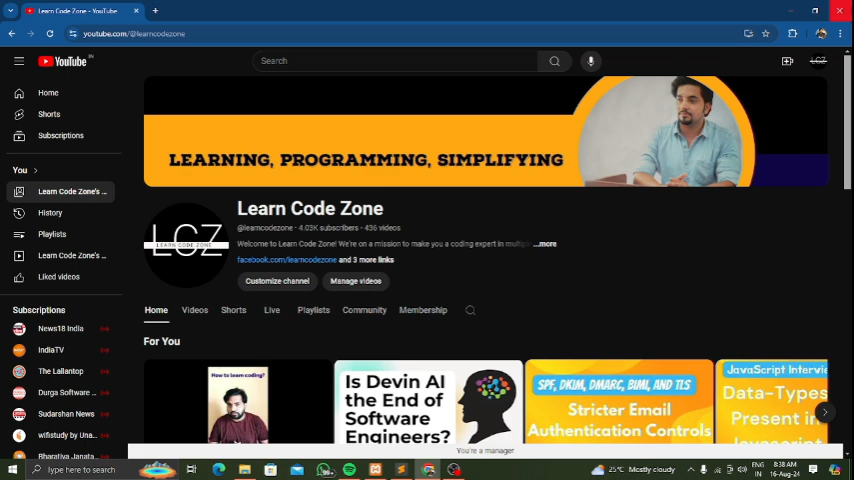 Learn Code Zone - YouTube
youtube.com/@learncodezone
YouTube IN
Search
LCZ
Home
Shorts
Subscriptions
You
Learn Code Zone's ...
History
Playlists
Learn Code Zone's ...
Liked videos
Subscriptions
News18 India
IndiaTV
The Lallantop
Durga Software ...
Sudarshan News
wifistudy by Una...
Bharatiya Janata
LEARNING, PROGRAMMING, SIMPLIFYING
LCZ
LEARN CODE ZONE
Learn Code Zone
@learncodezone · 4.03K subscribers · 436 videos
Welcome to Learn Code Zone! We're on a mission to make you a coding expert in multiple ...more
facebook.com/learncodezone and 3 more links
Customize channel
Manage videos
Home Videos Shorts Live Playlists Community Membership
For You
How to learn coding?
Is Devin AI
the End of
Software
Engineers?
SPF, DKIM, DMARC, BIMI, AND TLS
Stricter Email
Authentication Controls
JavaScript Intervie
Data-Types
Present in
JavaScript
You're a manager
Type here to search
99+
25°C Mostly cloudy
ENG
IN
8:38 AM
16-Aug-24